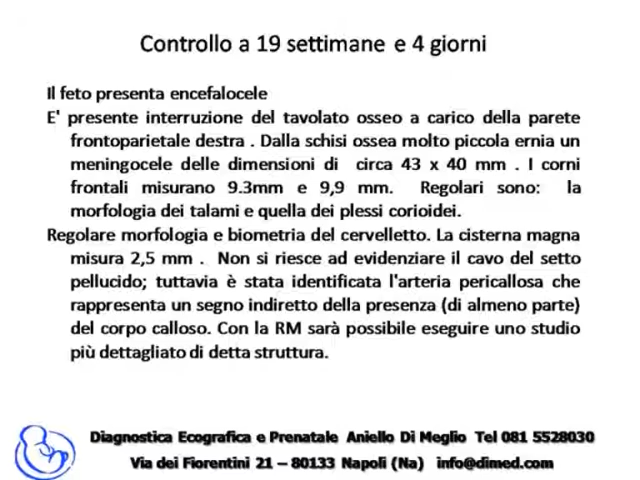 Controllo a 19 settimane e 4 giorni
Il feto presenta encefalocele
E' presente interruzione del tavolato osseo a carico della parete
frontoparietale destra . Dalla schisi ossea molto piccola ernia un
meningocele delle dimensioni di circa 43 x 40 mm . I corni
frontali misurano 9.3mm e 9,9 mm. Regolari sono: la
morfologia dei talami e quella dei plessi corioidei.
Regolare morfologia e biometria del cervelletto. La cisterna magna
misura 2,5 mm . Non si riesce ad evidenziare il cavo del setto
pellucido; tuttavia è stata identificata l'arteria pericallosa che
rappresenta un segno indiretto della presenza (di almeno parte)
del corpo calloso. Con la RM sarà possibile eseguire uno studio
più dettagliato di detta struttura.
Diagnostica Ecografica e Prenatale Aniello Di Meglio Tel 081 5528030
Via dei Fiorentini 21 – 80133 Napoli (Na) info@dimed.com